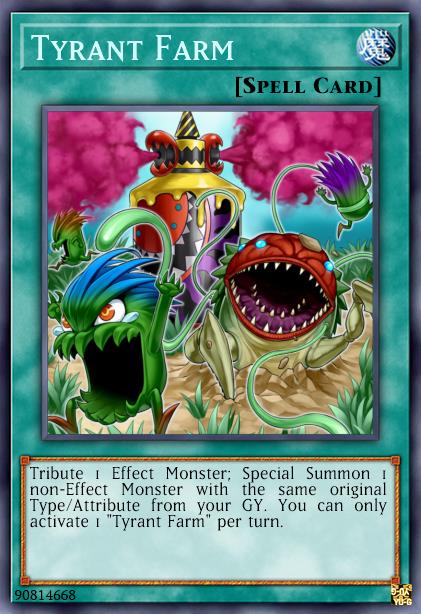 TYRANT FARM
魔
[SPELL CARD]
Tribute 1 Effect Monster; Special Summon 1
non-Effect Monster with the same original
Type/Attribute from your GY. You can only
activate 1 "Tyrant Farm" per turn.
90814668